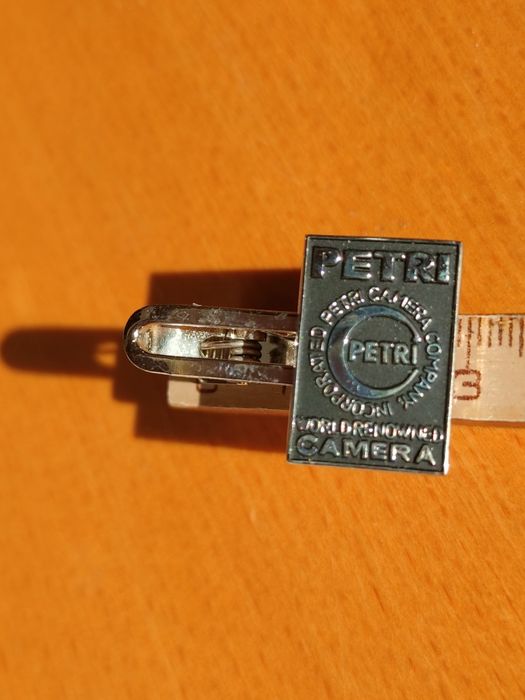 PETRI
PETRI CAMERA COMPANY, INCORPORATED
PETRI
WORLD RENOWNED
CAMERA
3